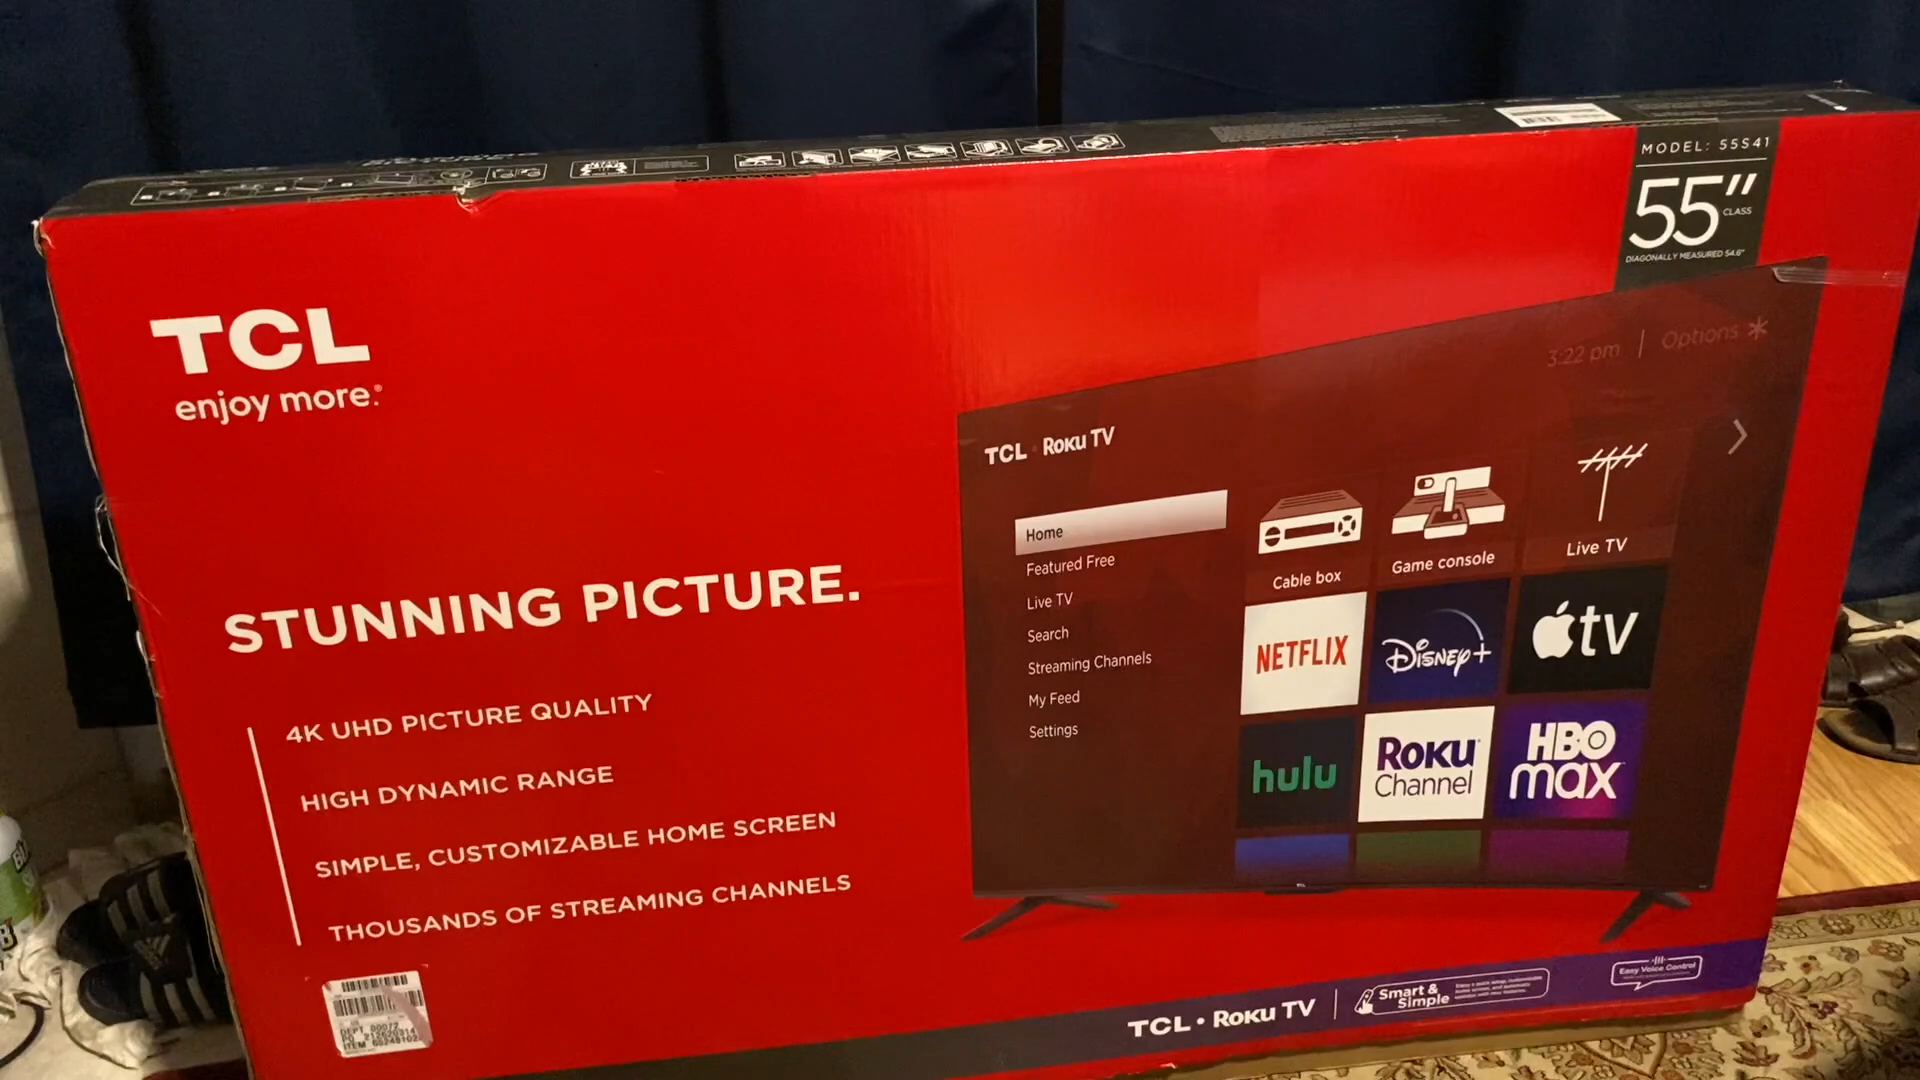 MODEL: 55S41
55" CLASS
DIAGONALLY MEASURED 54.6"
TCL
enjoy more.®
STUNNING PICTURE.
4K UHD PICTURE QUALITY
HIGH DYNAMIC RANGE
SIMPLE, CUSTOMIZABLE HOME SCREEN
THOUSANDS OF STREAMING CHANNELS
3:22 pm | Options *
TCL • Roku TV
Home
Featured Free
Live TV
Search
Streaming Channels
My Feed
Settings
Cable box
Game console
Live TV
NETFLIX
Disney+
tv
hulu
Roku Channel
HBO max
DEPT 00072
TCL • Roku TV
Smart & Simple
Easy Voice Control